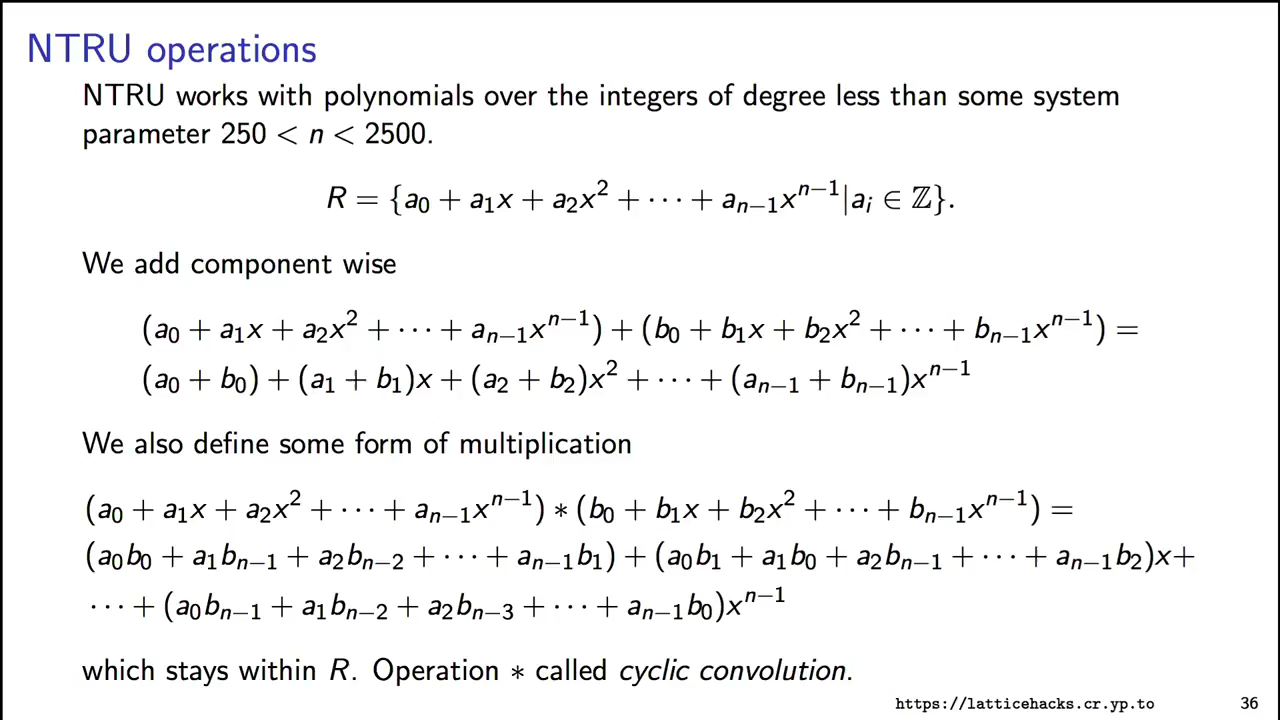 NTRU operations
NTRU works with polynomials over the integers of degree less than some system
parameter 250 < n < 2500.
R = {a₀ + a₁x + a₂x² + ⋯ + aₙ₋₁xⁿ⁻¹|aᵢ ∈ ℤ}.
We add component wise
(a₀ + a₁x + a₂x² + ⋯ + aₙ₋₁xⁿ⁻¹) + (b₀ + b₁x + b₂x² + ⋯ + bₙ₋₁xⁿ⁻¹) =
(a₀ + b₀) + (a₁ + b₁)x + (a₂ + b₂)x² + ⋯ + (aₙ₋₁ + bₙ₋₁)xⁿ⁻¹
We also define some form of multiplication
(a₀ + a₁x + a₂x² + ⋯ + aₙ₋₁xⁿ⁻¹) ∗ (b₀ + b₁x + b₂x² + ⋯ + bₙ₋₁xⁿ⁻¹) =
(a₀b₀ + a₁bₙ₋₁ + a₂bₙ₋₂ + ⋯ + aₙ₋₁b₁) + (a₀b₁ + a₁b₀ + a₂bₙ₋₁ + ⋯ + aₙ₋₁b₂)x+
⋯ + (a₀bₙ₋₁ + a₁bₙ₋₂ + a₂bₙ₋₃ + ⋯ + aₙ₋₁b₀)xⁿ⁻¹
which stays within R. Operation ∗ called cyclic convolution.
https://latticehacks.cr.yp.to 36